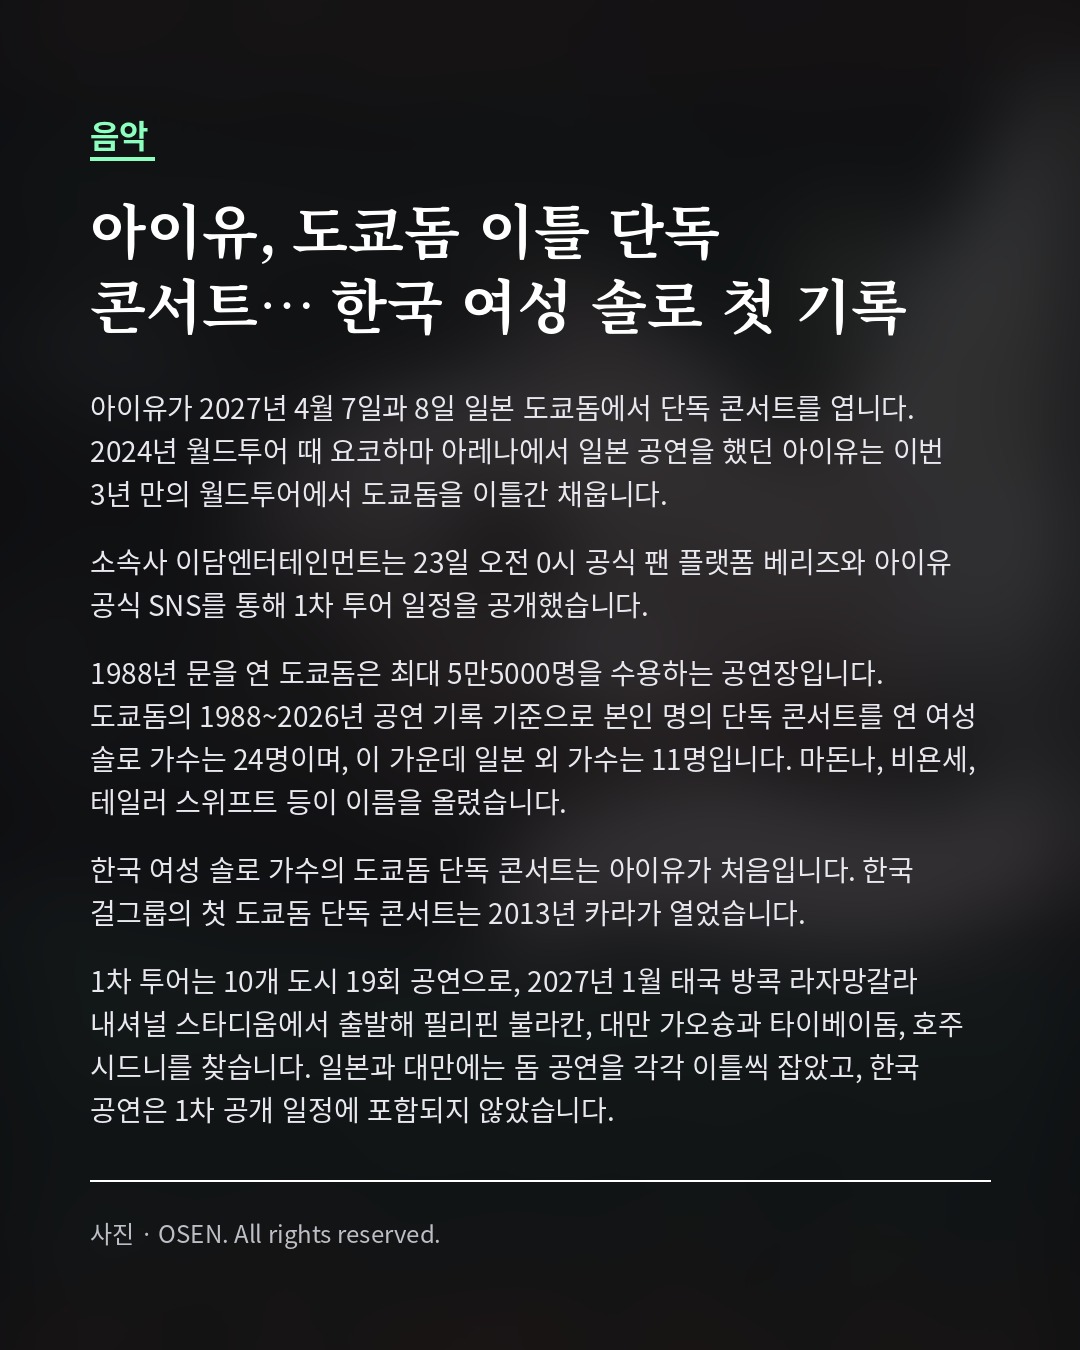 음악
아이유, 도쿄돔 이틀 단독
콘서트… 한국 여성 솔로 첫 기록
아이유가 2027년 4월 7일과 8일 일본 도쿄돔에서 단독 콘서트를 엽니다.
2024년 월드투어 때 요코하마 아레나에서 일본 공연을 했던 아이유는 이번
3년 만의 월드투어에서 도쿄돔을 이틀간 채웁니다.
소속사 이담엔터테인먼트는 23일 오전 0시 공식 팬 플랫폼 베리즈와 아이유
공식 SNS를 통해 1차 투어 일정을 공개했습니다.
1988년 문을 연 도쿄돔은 최대 5만5000명을 수용하는 공연장입니다.
도쿄돔의 1988~2026년 공연 기록 기준으로 본인 명의 단독 콘서트를 연 여성
솔로 가수는 24명이며, 이 가운데 일본 외 가수는 11명입니다. 마돈나, 비욘세,
테일러 스위프트 등이 이름을 올렸습니다.
한국 여성 솔로 가수의 도쿄돔 단독 콘서트는 아이유가 처음입니다. 한국
걸그룹의 첫 도쿄돔 단독 콘서트는 2013년 카라가 열었습니다.
1차 투어는 10개 도시 19회 공연으로, 2027년 1월 태국 방콕 라자망갈라
내셔널 스타디움에서 출발해 필리핀 불라칸, 대만 가오슝과 타이베이돔, 호주
시드니를 찾습니다. 일본과 대만에는 돔 공연을 각각 이틀씩 잡았고, 한국
공연은 1차 공개 일정에 포함되지 않았습니다.
사진 · OSEN. All rights reserved.